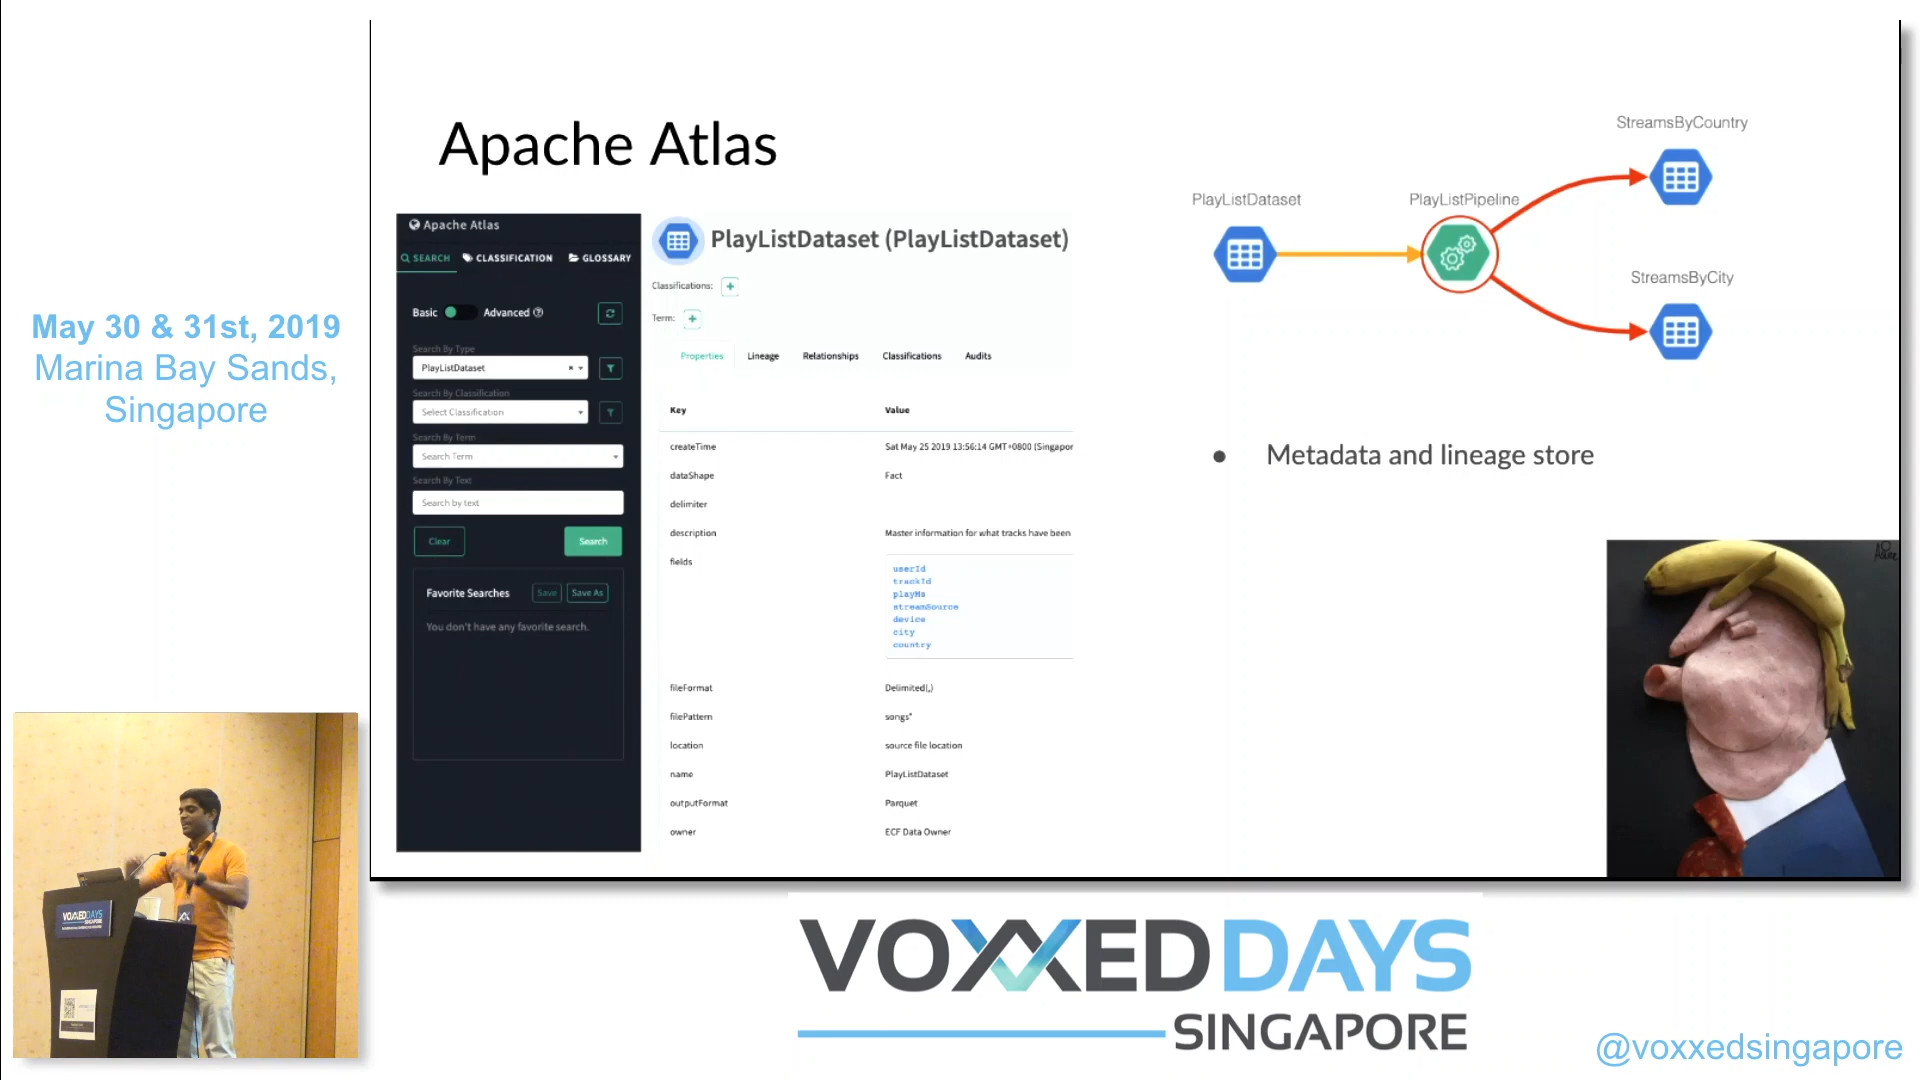 May 30 & 31st, 2019
Marina Bay Sands,
Singapore
Apache Atlas
Apache Atlas
SEARCH
CLASSIFICATION
GLOSSARY
Basic
Advanced
Search By Type
PlayListDataset
Search By Classification
Select Classification
Search By Term
Search Term
Search By Text
Search by text
Clear
Search
Favorite Searches
Save
Save As
You don't have any favorite search.
PlayListDataset (PlayListDataset)
Classifications:
Term:
Properties
Lineage
Relationships
Classifications
Audits
Key Value
createTime Sat May 25 2019 13:56:14 GMT+0800 (Singapor
dataShape Fact
delimiter
description Master information for what tracks have been
fields
userId
trackId
playMs
streamSource
device
city
country
fileFormat Delimited(,)
filePattern songs*
location source file location
name PlayListDataset
outputFormat Parquet
owner ECF Data Owner
PlayListDataset
PlayListPipeline
StreamsByCountry
StreamsByCity
● Metadata and lineage store
VOXXEDDAYS
SINGAPORE
VOXXED DAYS
SINGAPORE
@voxxedsingapore